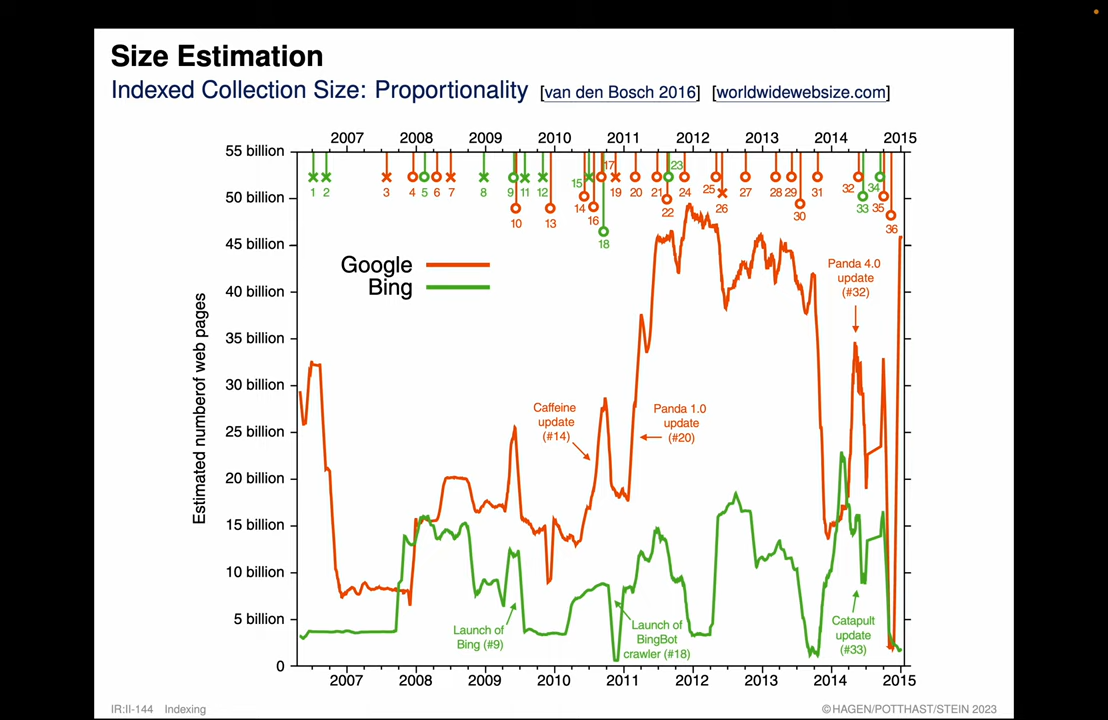 Size Estimation
Indexed Collection Size: Proportionality [van den Bosch 2016] [worldwidewebsize.com]
2007 2008 2009 2010 2011 2012 2013 2014 2015
55 billion
50 billion
45 billion
40 billion
35 billion
30 billion
25 billion
20 billion
15 billion
10 billion
5 billion
0
Estimated numberof web pages
1 2 3 4 5 6 7 8 9 10 11 12 13 14 15 16 17 18 19 20 21 22 23 24 25 26 27 28 29 30 31 32 33 34 35 36
Google
Bing
Caffeine
update
(#14)
Panda 1.0
update
(#20)
Panda 4.0
update
(#32)
Launch of
Bing (#9)
Launch of
BingBot
crawler (#18)
Catapult
update
(#33)
2007 2008 2009 2010 2011 2012 2013 2014 2015
IR:II-144 Indexing
©HAGEN/POTTHAST/STEIN 2023